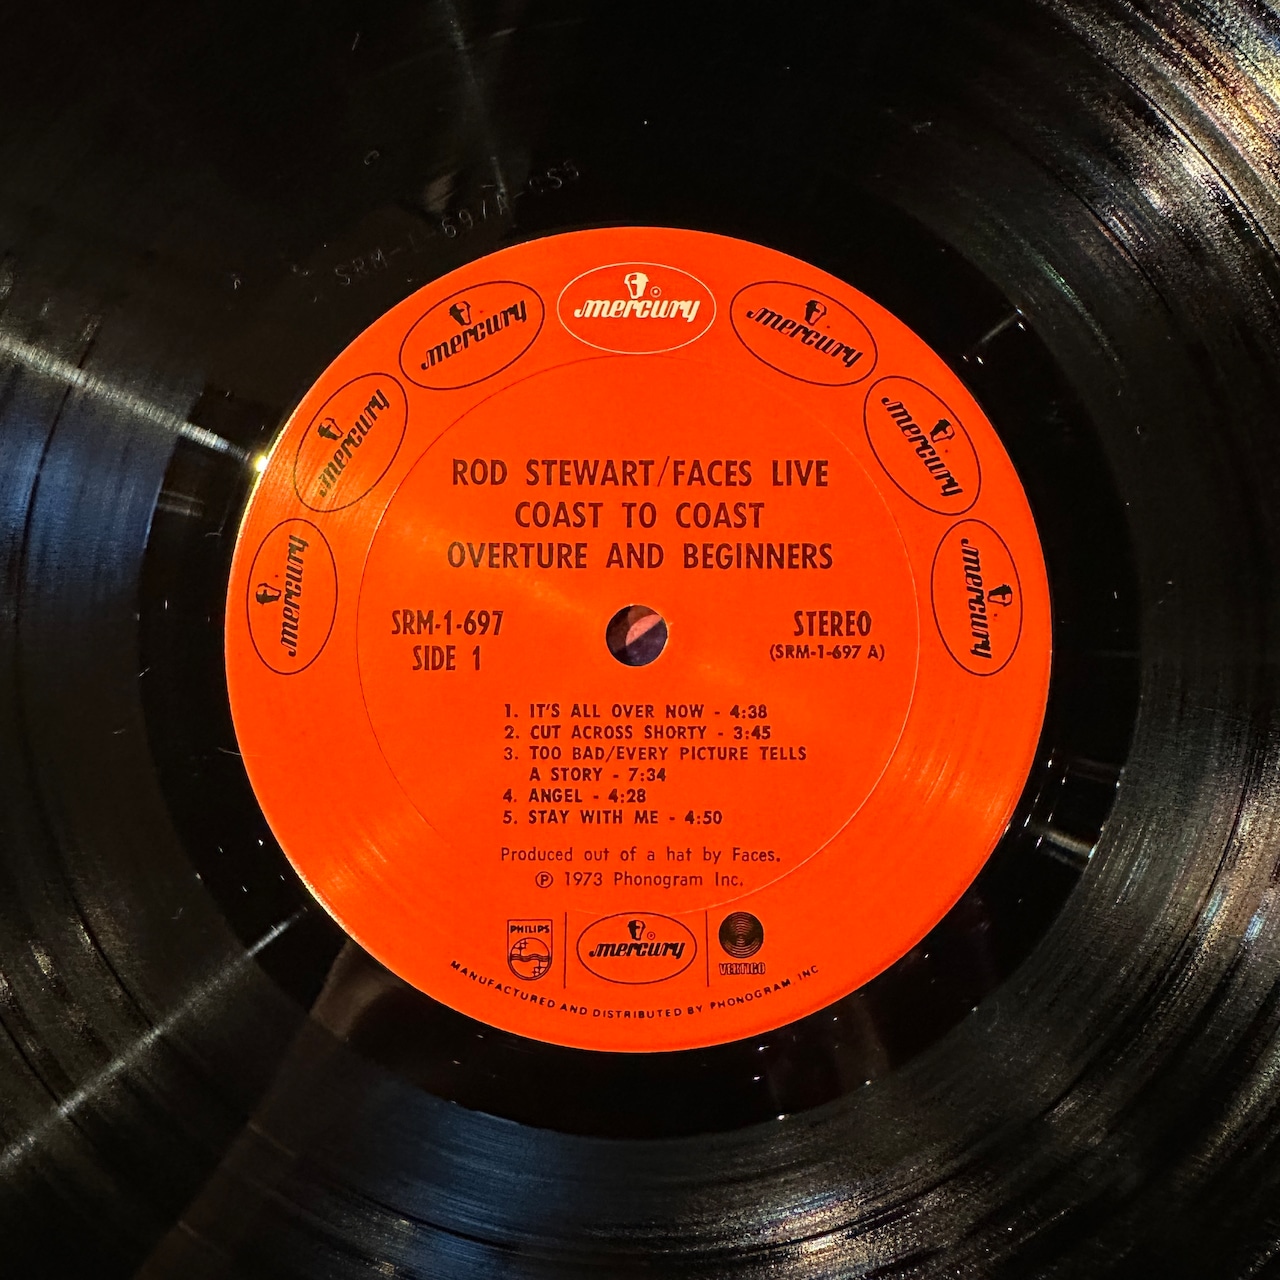 SRM-1-697A-CS5
mercury
mercury
mercury
mercury
mercury
mercury
mercury
ROD STEWART/FACES LIVE
COAST TO COAST
OVERTURE AND BEGINNERS
SRM-1-697
SIDE 1
STEREO
(SRM-1-697 A)
1. IT'S ALL OVER NOW - 4:38
2. CUT ACROSS SHORTY - 3:45
3. TOO BAD/EVERY PICTURE TELLS
A STORY - 7:34
4. ANGEL - 4:28
5. STAY WITH ME - 4:50
Produced out of a hat by Faces.
℗ 1973 Phonogram Inc.
PHILIPS
mercury
VERTIGO
MANUFACTURED AND DISTRIBUTED BY PHONOGRAM, INC